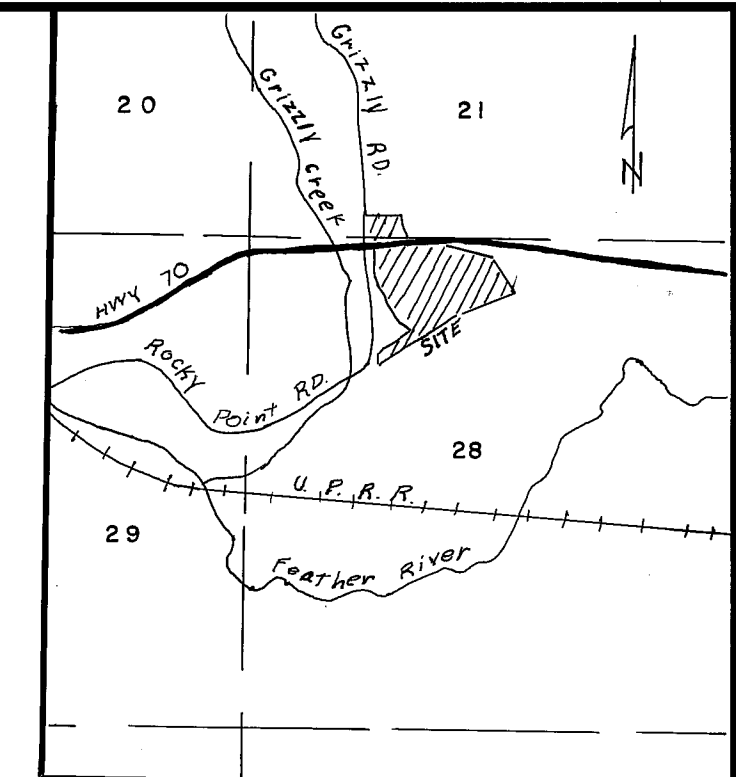 Grizzly RD.
Grizzly creek
20
21
N
HWY 70
SITE
Rocky Point RD.
28
U. P. R. R.
29
Feather River